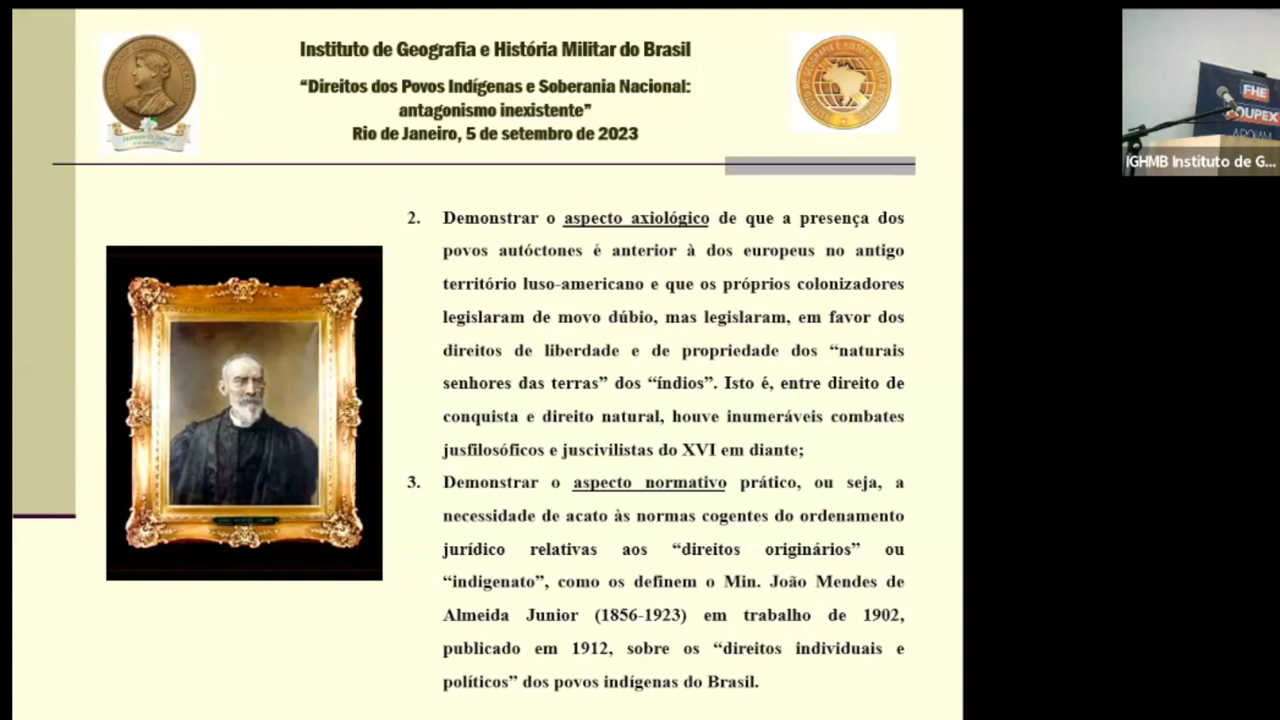 Instituto de Geografia e História Militar do Brasil
“Direitos dos Povos Indígenas e Soberania Nacional:
antagonismo inexistente”
Rio de Janeiro, 5 de setembro de 2023
FHE
POUPEX
IGHMB Instituto de G...
2. Demonstrar o aspecto axiológico de que a presença dos
povos autóctones é anterior à dos europeus no antigo
território luso-americano e que os próprios colonizadores
legislaram de movo dúbio, mas legislaram, em favor dos
direitos de liberdade e de propriedade dos “naturais
senhores das terras” dos “índios”. Isto é, entre direito de
conquista e direito natural, houve inumeráveis combates
jusfilosóficos e juscivilistas do XVI em diante;
3. Demonstrar o aspecto normativo prático, ou seja, a
necessidade de acato às normas cogentes do ordenamento
jurídico relativas aos “direitos originários” ou
“indigenato”, como os definem o Min. João Mendes de
Almeida Junior (1856-1923) em trabalho de 1902,
publicado em 1912, sobre os “direitos individuais e
políticos” dos povos indígenas do Brasil.